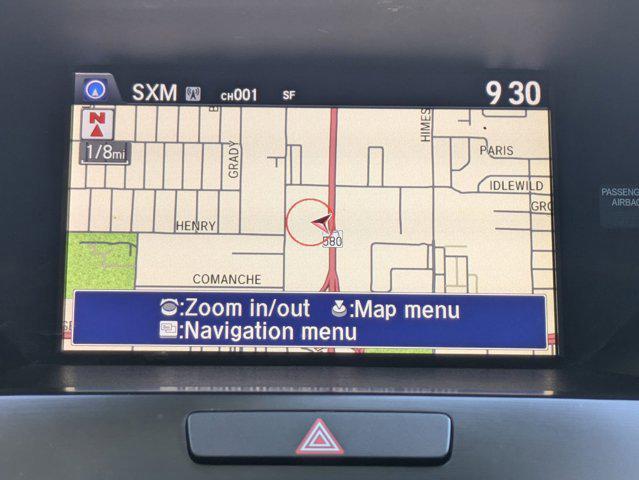 SXM CH001 SF 9 30
N
1/8mi
GRADY
HIMES
PARIS
IDLEWILD
GRO
HENRY
580
COMANCHE
:Zoom in/out :Map menu
:Navigation menu
PASSENG
AIRBAG